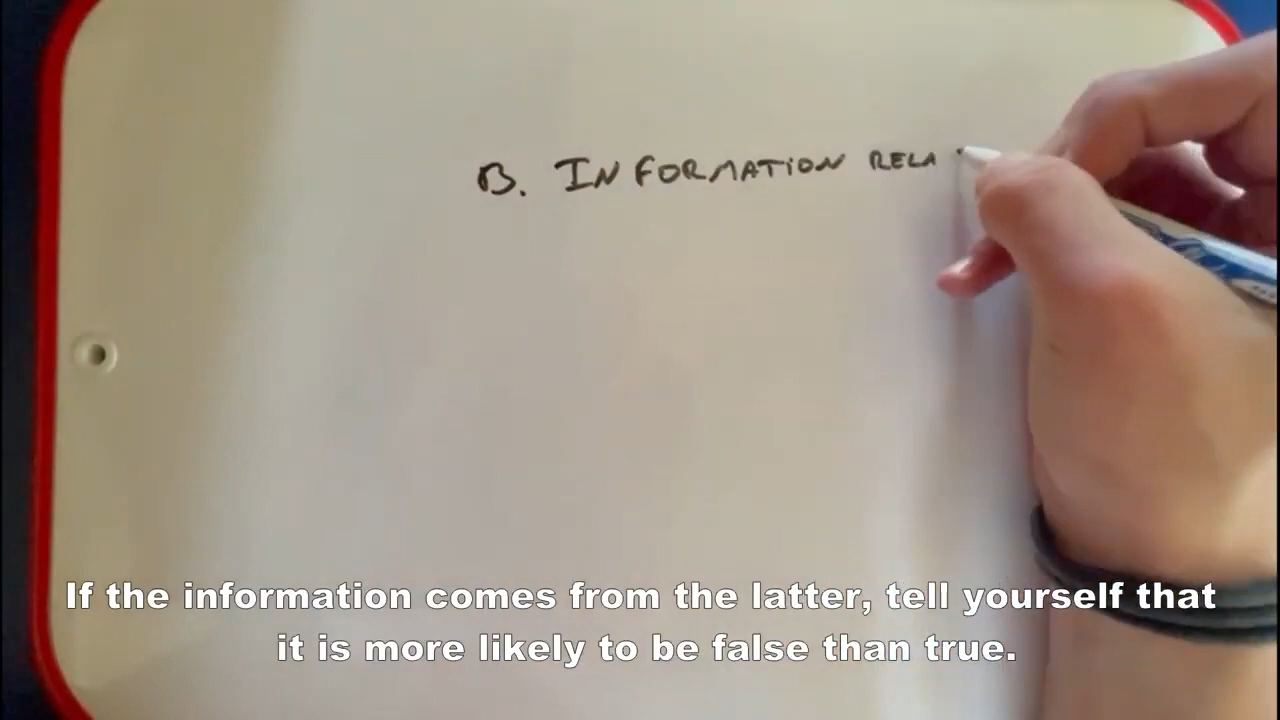 B. INFORMATION RELA
If the information comes from the latter, tell yourself that
it is more likely to be false than true.